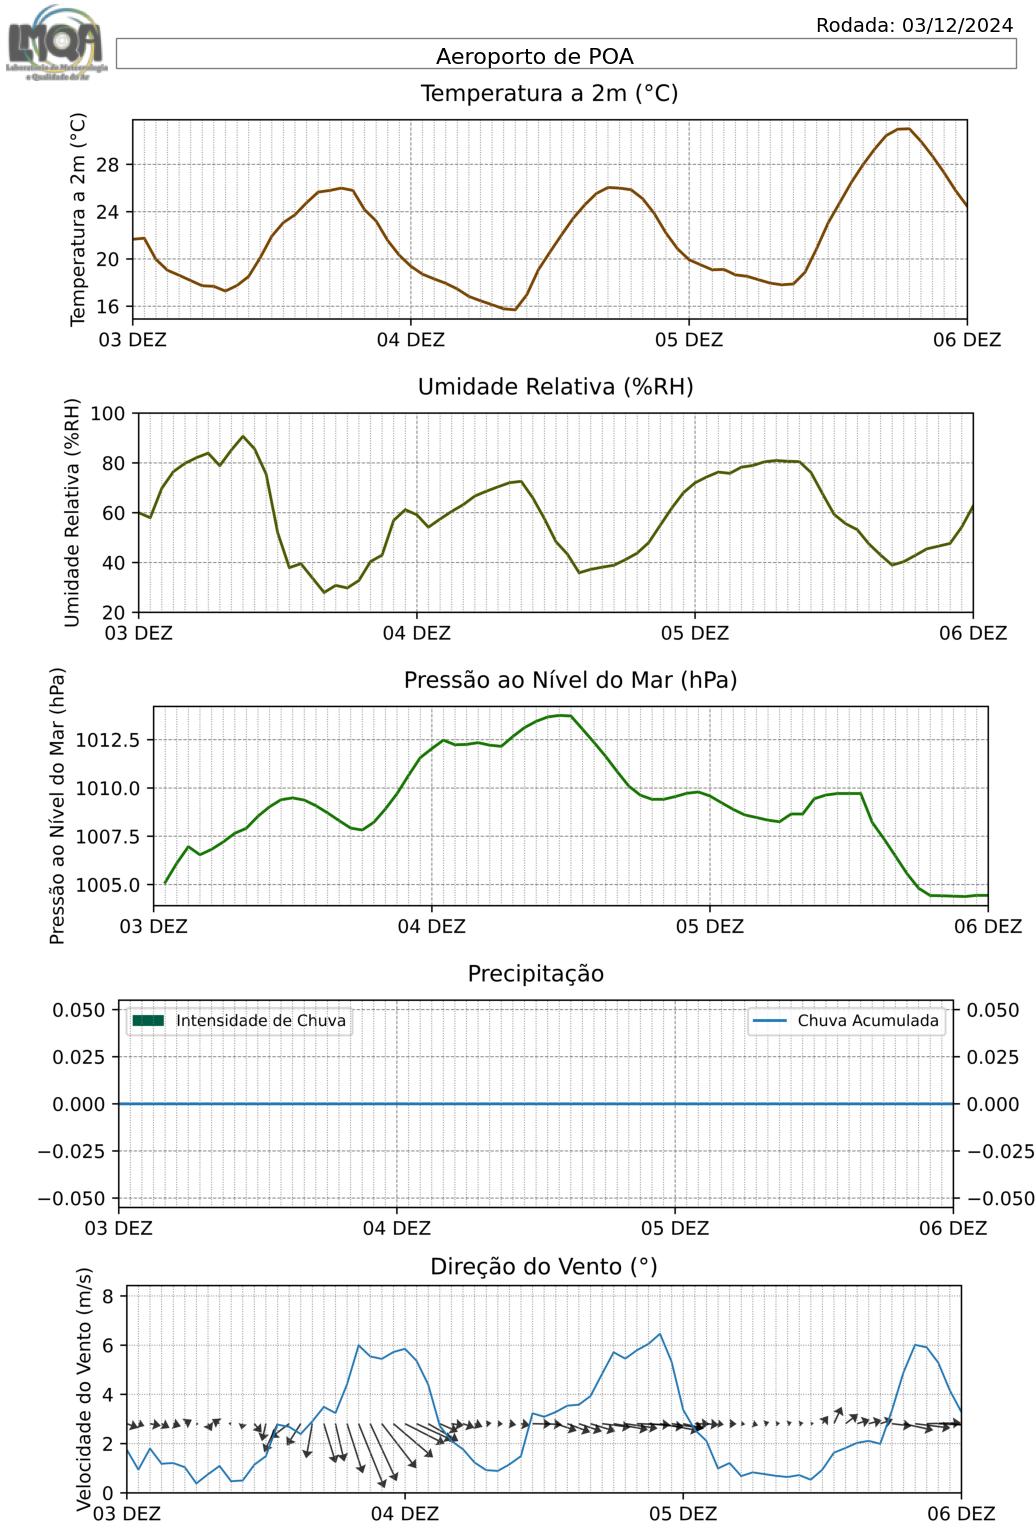 LMQA
Laboratório de Meteorologia
e Qualidade do Ar
Rodada: 03/12/2024
Aeroporto de POA
Temperatura a 2m (°C)
Temperatura a 2m (°C)
28
24
20
16
03 DEZ 04 DEZ 05 DEZ 06 DEZ
Umidade Relativa (%RH)
Umidade Relativa (%RH)
100
80
60
40
20
03 DEZ 04 DEZ 05 DEZ 06 DEZ
Pressão ao Nível do Mar (hPa)
Pressão ao Nível do Mar (hPa)
1012.5
1010.0
1007.5
1005.0
03 DEZ 04 DEZ 05 DEZ 06 DEZ
Precipitação
0.050 Intensidade de Chuva Chuva Acumulada 0.050
0.025 0.025
0.000 0.000
−0.025 −0.025
−0.050 −0.050
03 DEZ 04 DEZ 05 DEZ 06 DEZ
Direção do Vento (°)
Velocidade do Vento (m/s)
8
6
4
2
0
03 DEZ 04 DEZ 05 DEZ 06 DEZ